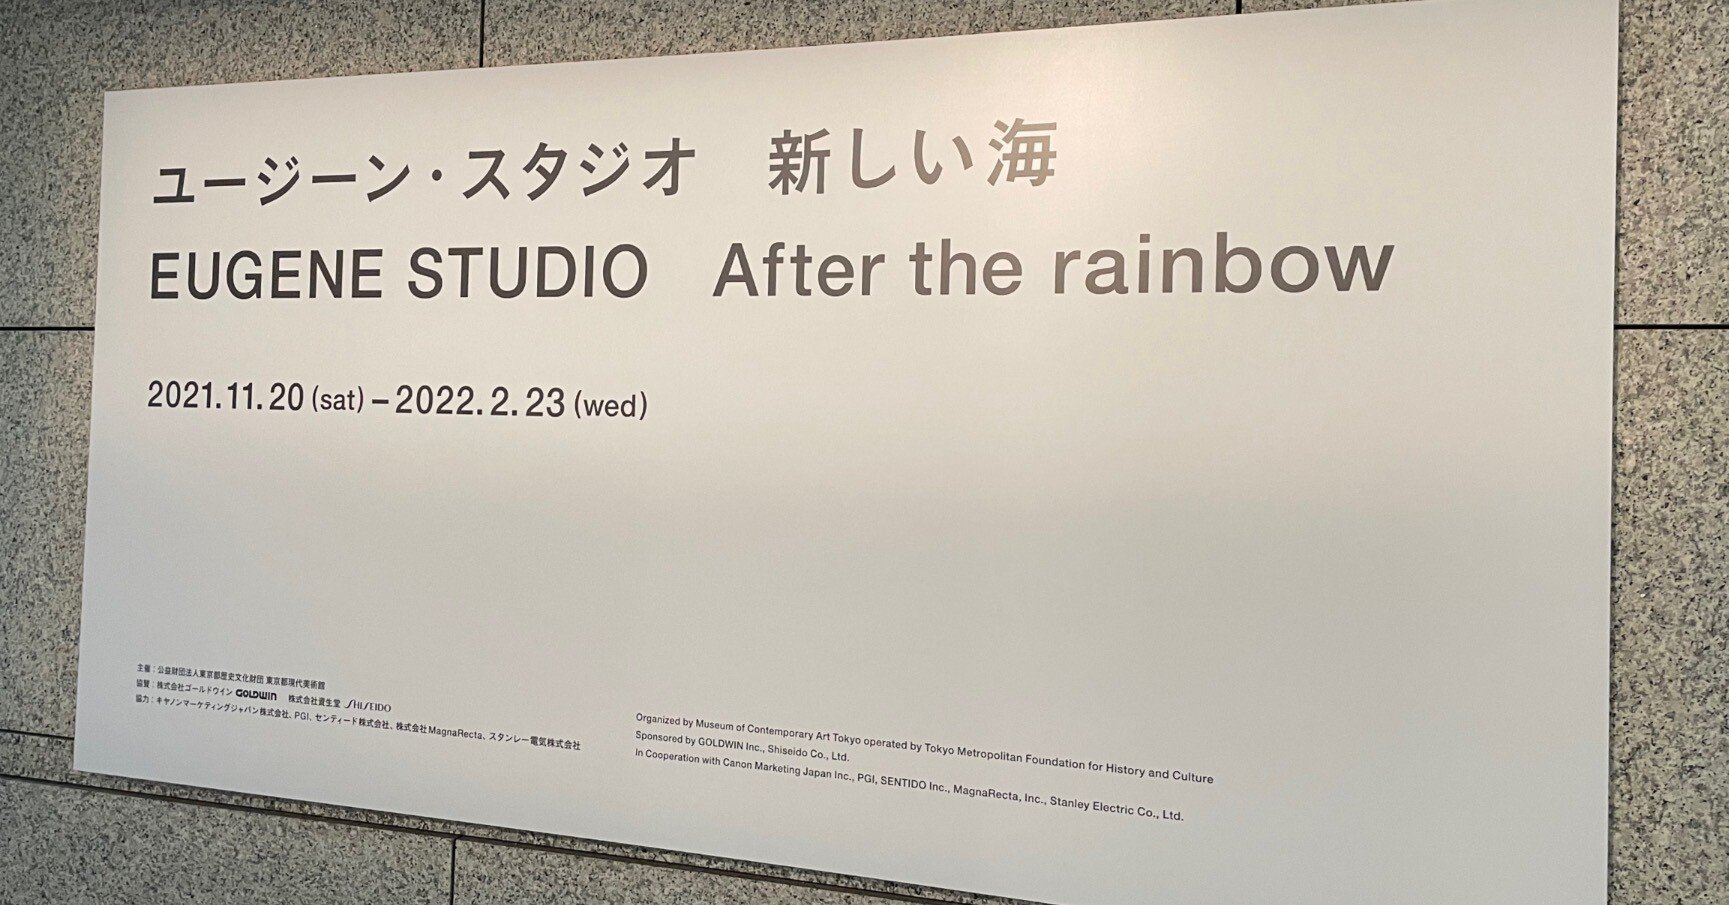 ユージーン・スタジオ 新しい海
EUGENE STUDIO After the rainbow
2021.11.20 (sat) – 2022.2.23 (wed)
主催：公益財団法人東京都歴史文化財団 東京都現代美術館
協賛：株式会社ゴールドウイン GOLDWIN 株式会社資生堂 SHISEIDO
協力：キヤノンマーケティングジャパン株式会社、PGI、センティード株式会社、株式会社MagnaRecta、スタンレー電気株式会社
Organized by Museum of Contemporary Art Tokyo operated by Tokyo Metropolitan Foundation for History and Culture
Sponsored by GOLDWIN Inc., Shiseido Co., Ltd.
In Cooperation with Canon Marketing Japan Inc., PGI, SENTIDO Inc., MagnaRecta, Inc., Stanley Electric Co., Ltd.